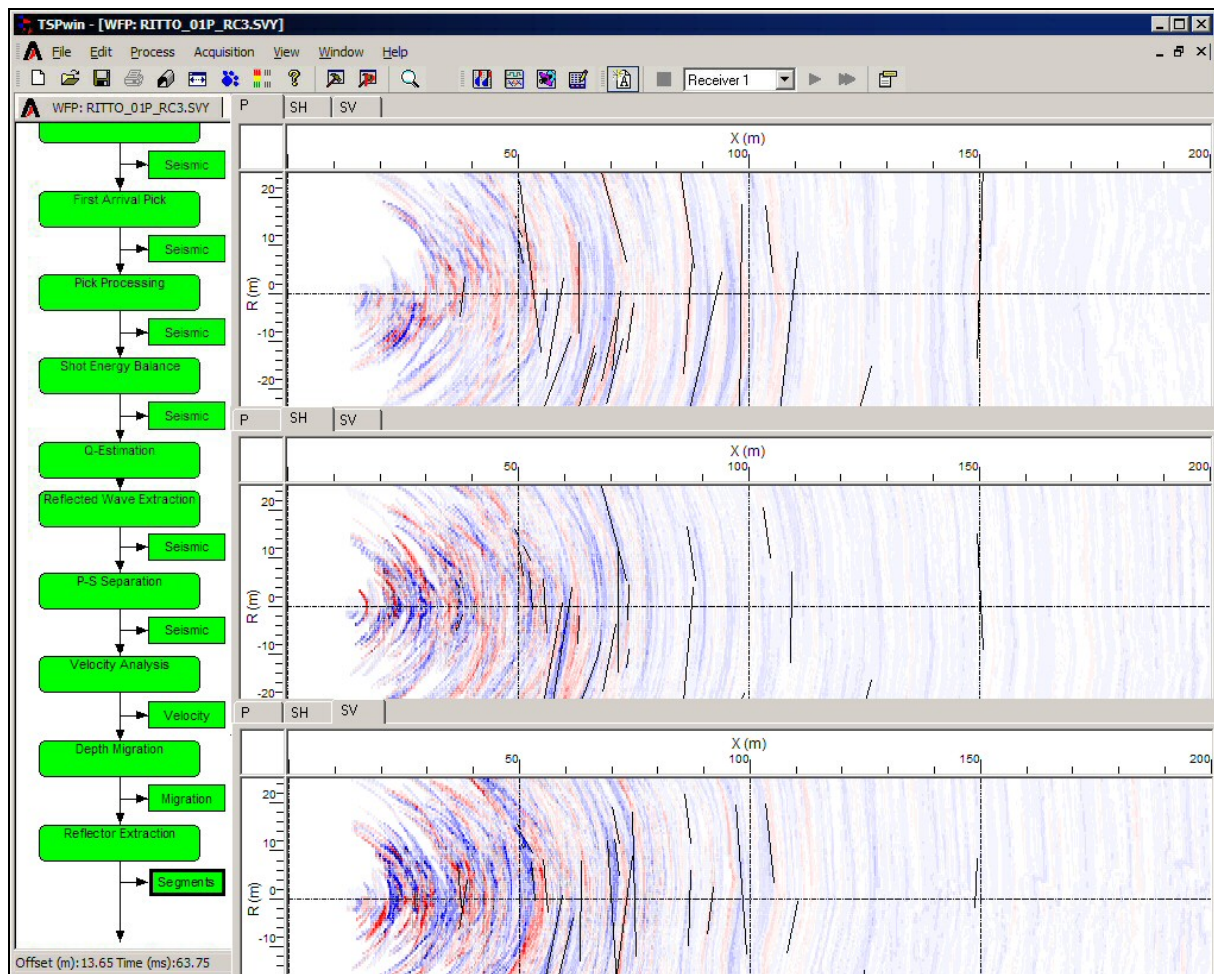 TSPwin - [WFP: RITTO_01P_RC3.SVY]
File Edit Process Acquisition View Window Help
Receiver 1
WFP: RITTO_01P_RC3.SVY
Seismic
First Arrival Pick
Seismic
Pick Processing
Seismic
Shot Energy Balance
Seismic
Q-Estimation
Reflected Wave Extraction
Seismic
P-S Separation
Seismic
Velocity Analysis
Velocity
Depth Migration
Migration
Reflector Extraction
Segments
Offset (m):13.65 Time (ms):63.75
P SH SV
X (m)
50 100 150 200
20
10
0
-10
-20
R (m)
P SH SV
X (m)
50 100 150 200
20
10
0
-10
-20
R (m)
P SH SV
X (m)
50 100 150 200
20
10
0
-10
R (m)